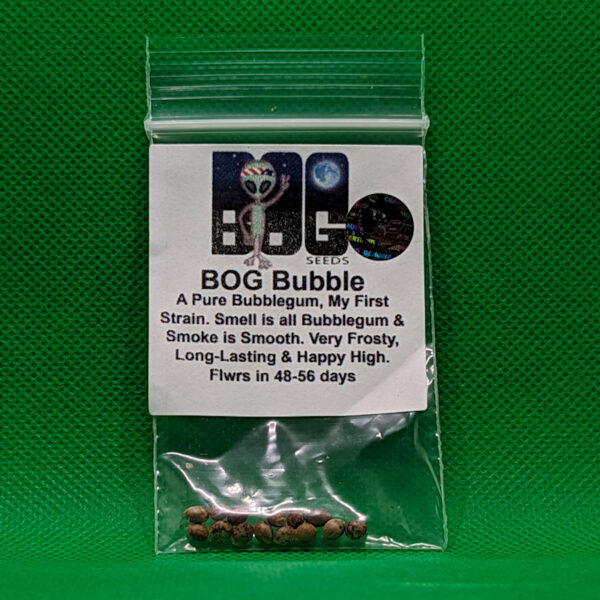 BOG
SEEDS
BOG Bubble
A Pure Bubblegum, My First
Strain. Smell is all Bubblegum &
Smoke is Smooth. Very Frosty,
Long-Lasting & Happy High.
Flwrs in 48-56 days